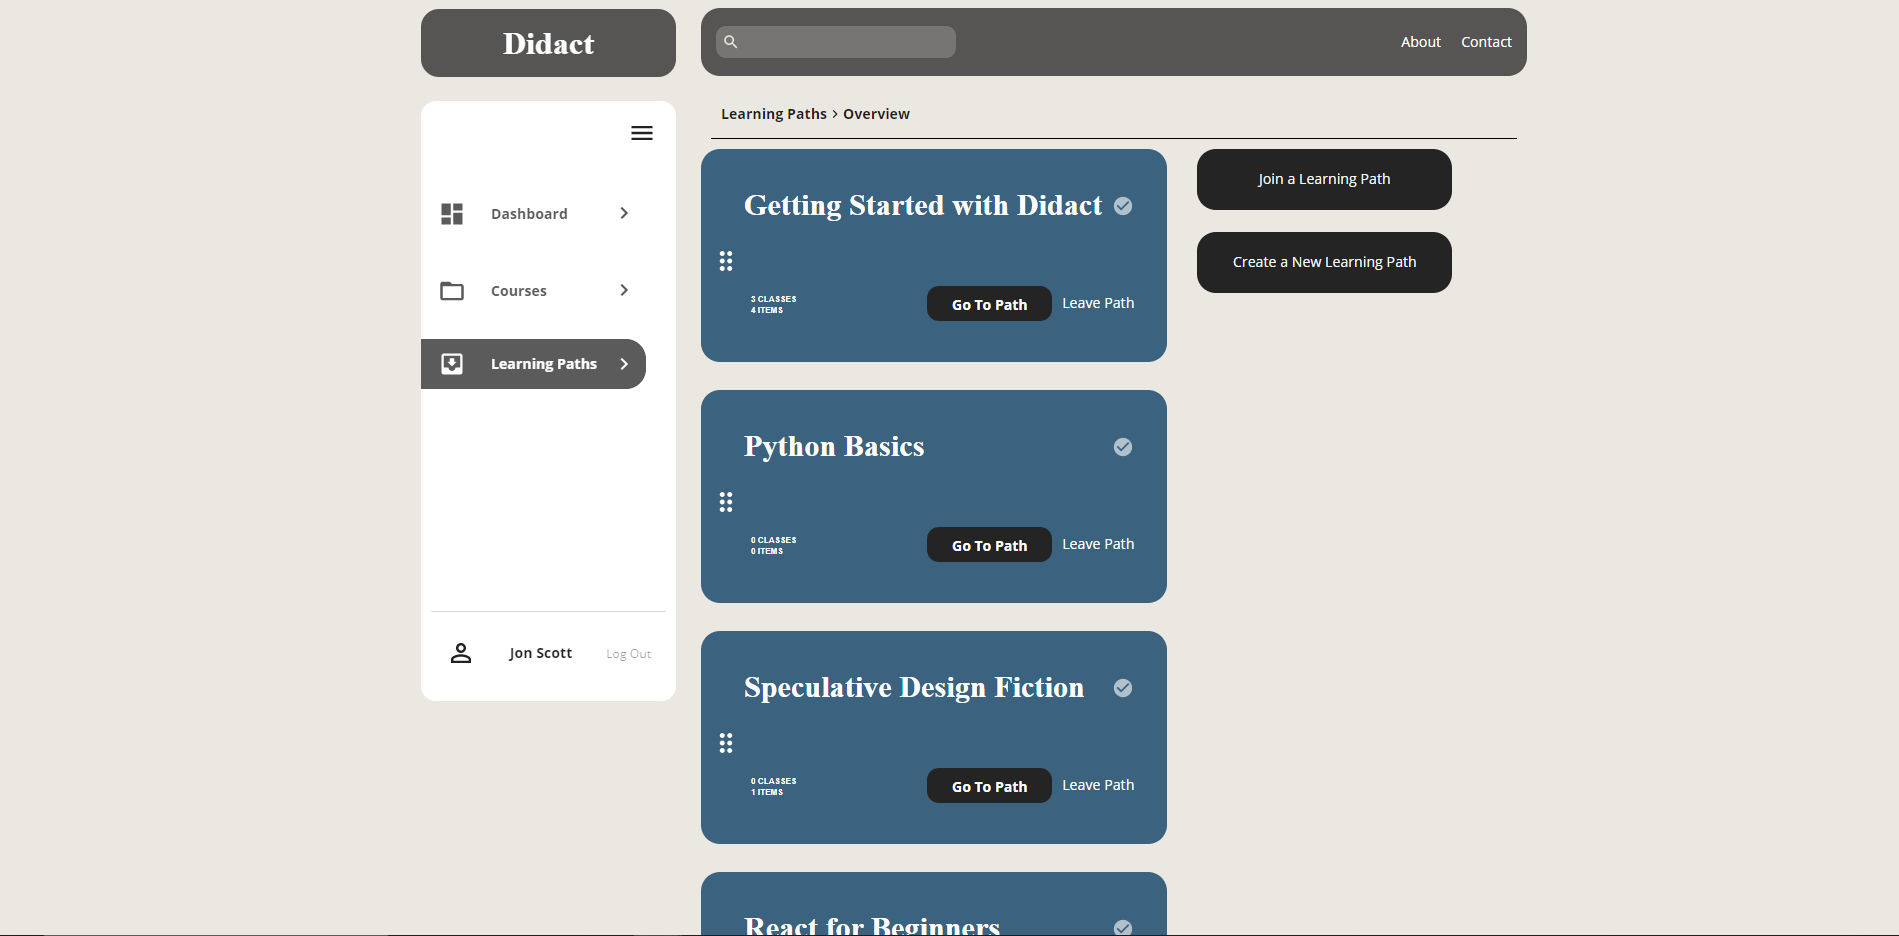 Didact
About
Contact
Learning Paths > Overview
Dashboard
Courses
Learning Paths
Jon Scott
Log Out
Getting Started with Didact
3 CLASSES
4 ITEMS
Go To Path
Leave Path
Python Basics
0 CLASSES
0 ITEMS
Go To Path
Leave Path
Speculative Design Fiction
0 CLASSES
1 ITEMS
Go To Path
Leave Path
React for Beginners
Join a Learning Path
Create a New Learning Path